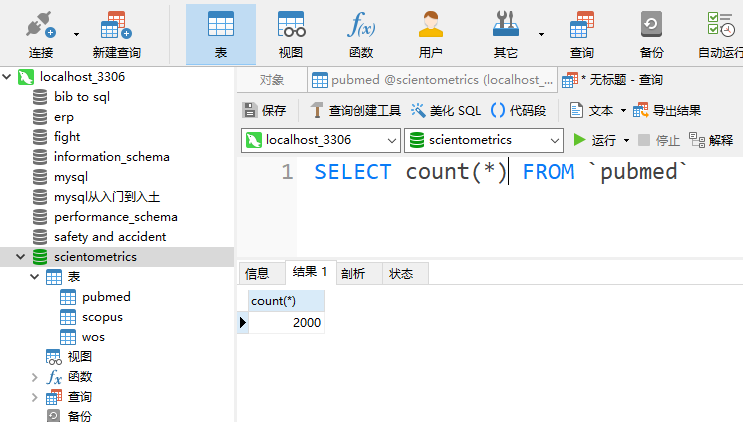 连接
新建查询
表
视图
函数
用户
其它
查询
备份
自动运行
localhost_3306
bib to sql
erp
fight
information_schema
mysql
mysql从入门到入土
performance_schema
safety and accident
scientometrics
表
pubmed
scopus
wos
视图
函数
查询
备份
对象
pubmed @scientometrics (localhost_...
* 无标题 - 查询
保存
查询创建工具
美化 SQL
代码段
文本
导出结果
localhost_3306
scientometrics
运行
停止
解释
1 SELECT count(*) FROM `pubmed`
信息
结果 1
剖析
状态
count(*)
2000